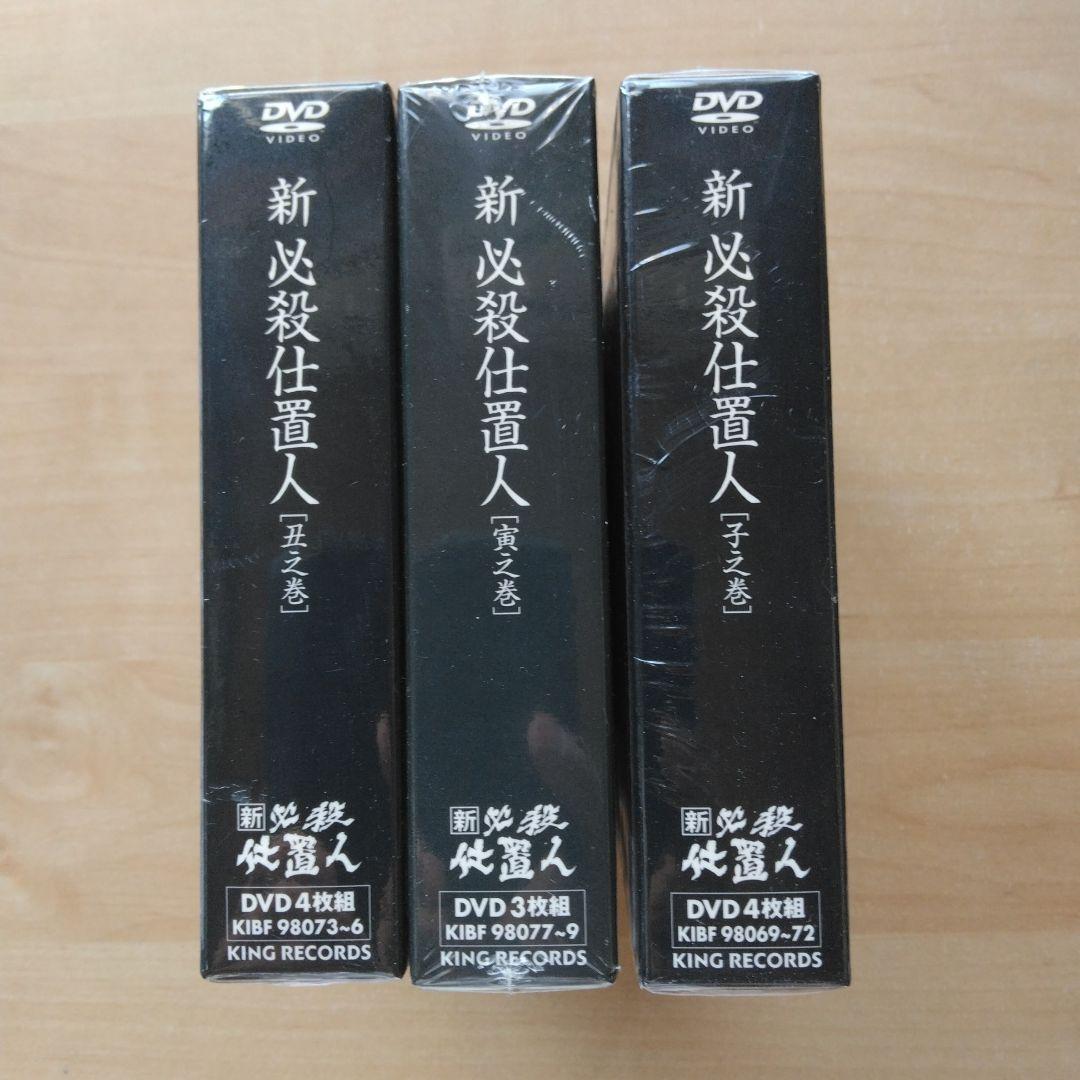 DVD
VIDEO
新 必殺仕置人[丑之巻]
新 必殺
仕置人
DVD 4枚組
KIBF 98073~6
KING RECORDS
DVD
VIDEO
新 必殺仕置人[寅之巻]
新 必殺
仕置人
DVD 3枚組
KIBF 98077~9
KING RECORDS
DVD
VIDEO
新 必殺仕置人[子之巻]
新 必殺
仕置人
DVD 4枚組
KIBF 98069~72
KING RECORDS